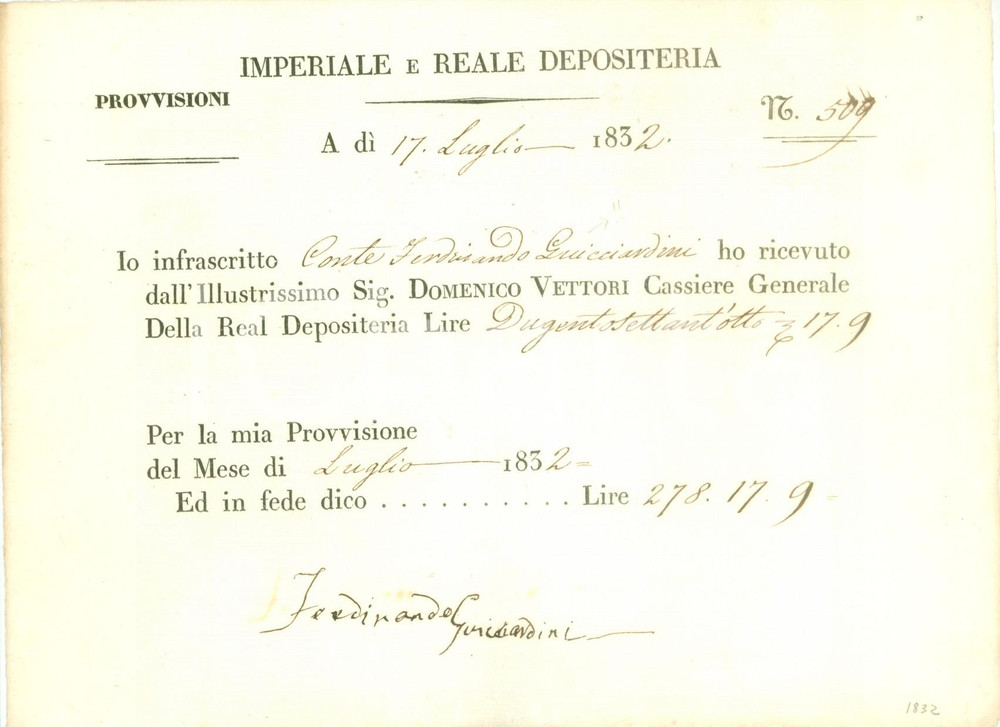 IMPERIALE E REALE DEPOSITERIA
PROVVISIONI
N. 509
A dì 17. Luglio 1832.
Io infrascritto Conte Ferdinando Guicciardini ho ricevuto
dall'Illustrissimo Sig. DOMENICO VETTORI Cassiere Generale
Della Real Depositeria Lire Dugentosettant'otto 17. 9
Per la mia Provvisione
del Mese di Luglio 1832=
Ed in fede dico . . . . . . . . . . . Lire 278. 17. 9=
Ferdinando Guicciardini
1832